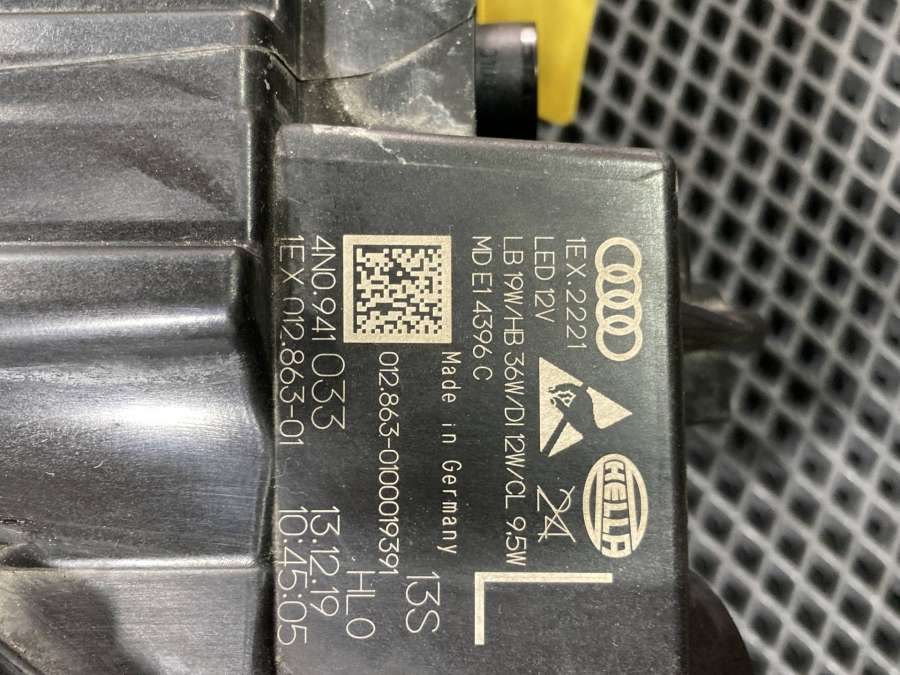 1EX.2221
LED 12V
LB 19W/HB 36W/DI 12W/CL 9.5W
MD E1 4396 C
HELLA
L
Made in Germany
13S
012.863-0100019391
HL0
4N0.941 033
13.12.19
1EX 012.863-01
10:45:05